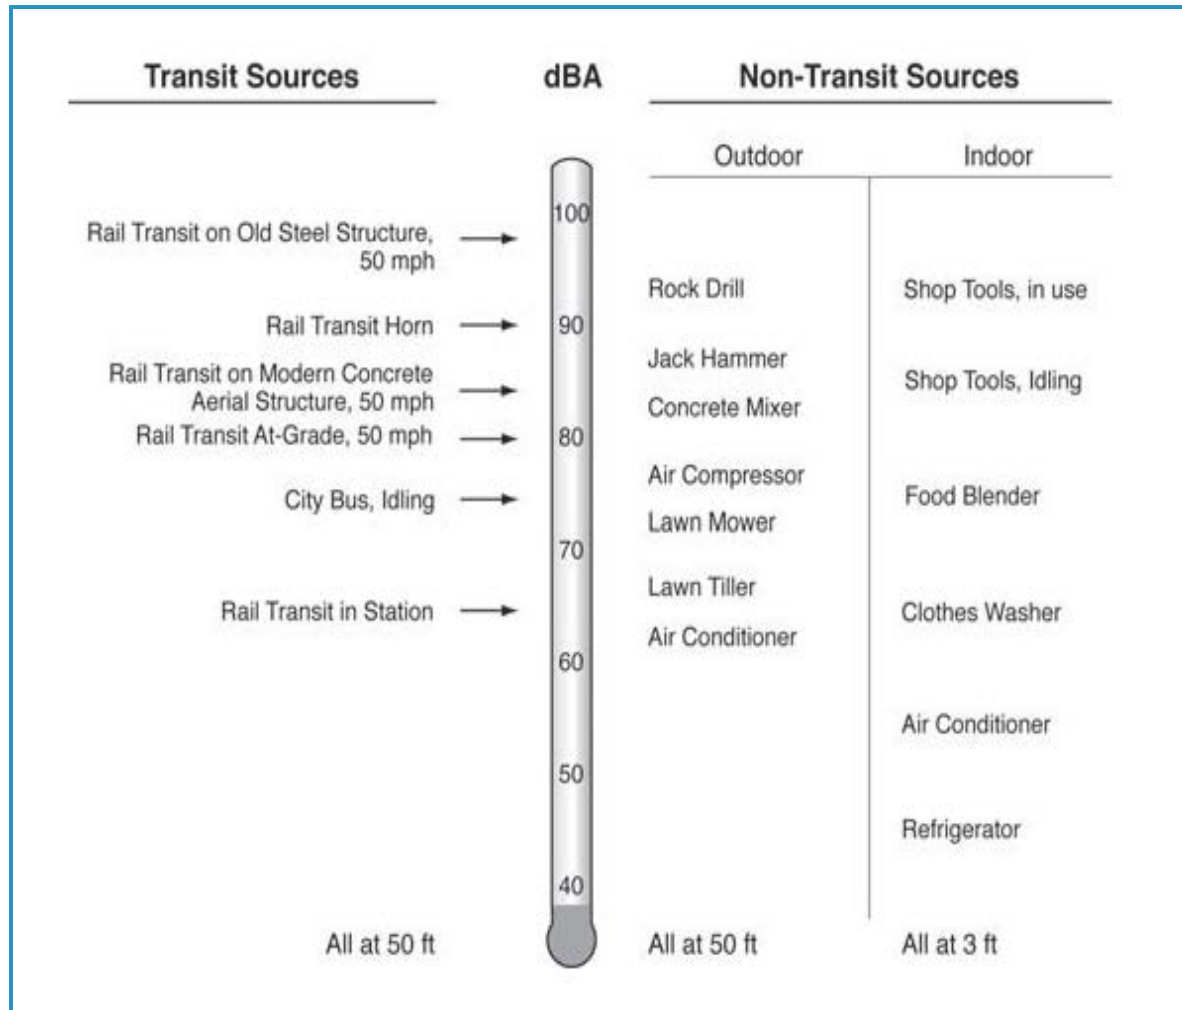 Transit Sources
dBA
Non-Transit Sources
Outdoor
Indoor
100
Rail Transit on Old Steel Structure,
50 mph
Rock Drill
Shop Tools, in use
Rail Transit Horn
90
Jack Hammer
Rail Transit on Modern Concrete
Aerial Structure, 50 mph
Shop Tools, Idling
Concrete Mixer
Rail Transit At-Grade, 50 mph
80
Air Compressor
City Bus, Idling
Food Blender
Lawn Mower
70
Lawn Tiller
Rail Transit in Station
Clothes Washer
Air Conditioner
60
Air Conditioner
50
Refrigerator
40
All at 50 ft
All at 50 ft
All at 3 ft